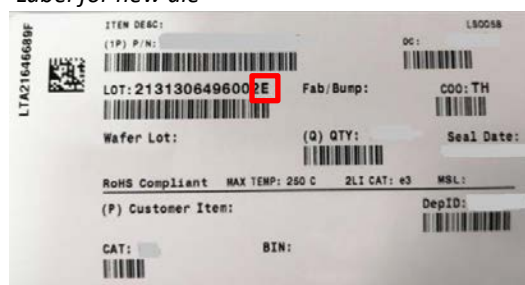 Label for new die
LTA21646689F
ITEM DESC: LS0058
(1P) P/N: DC:
LOT: 2131306496002E Fab/Bump: COO: TH
Wafer Lot: (Q) QTY: Seal Date:
RoHS Compliant MAX TEMP: 250 C 2LI CAT: e3 MSL:
(P) Customer Item: DepID:
CAT: BIN: